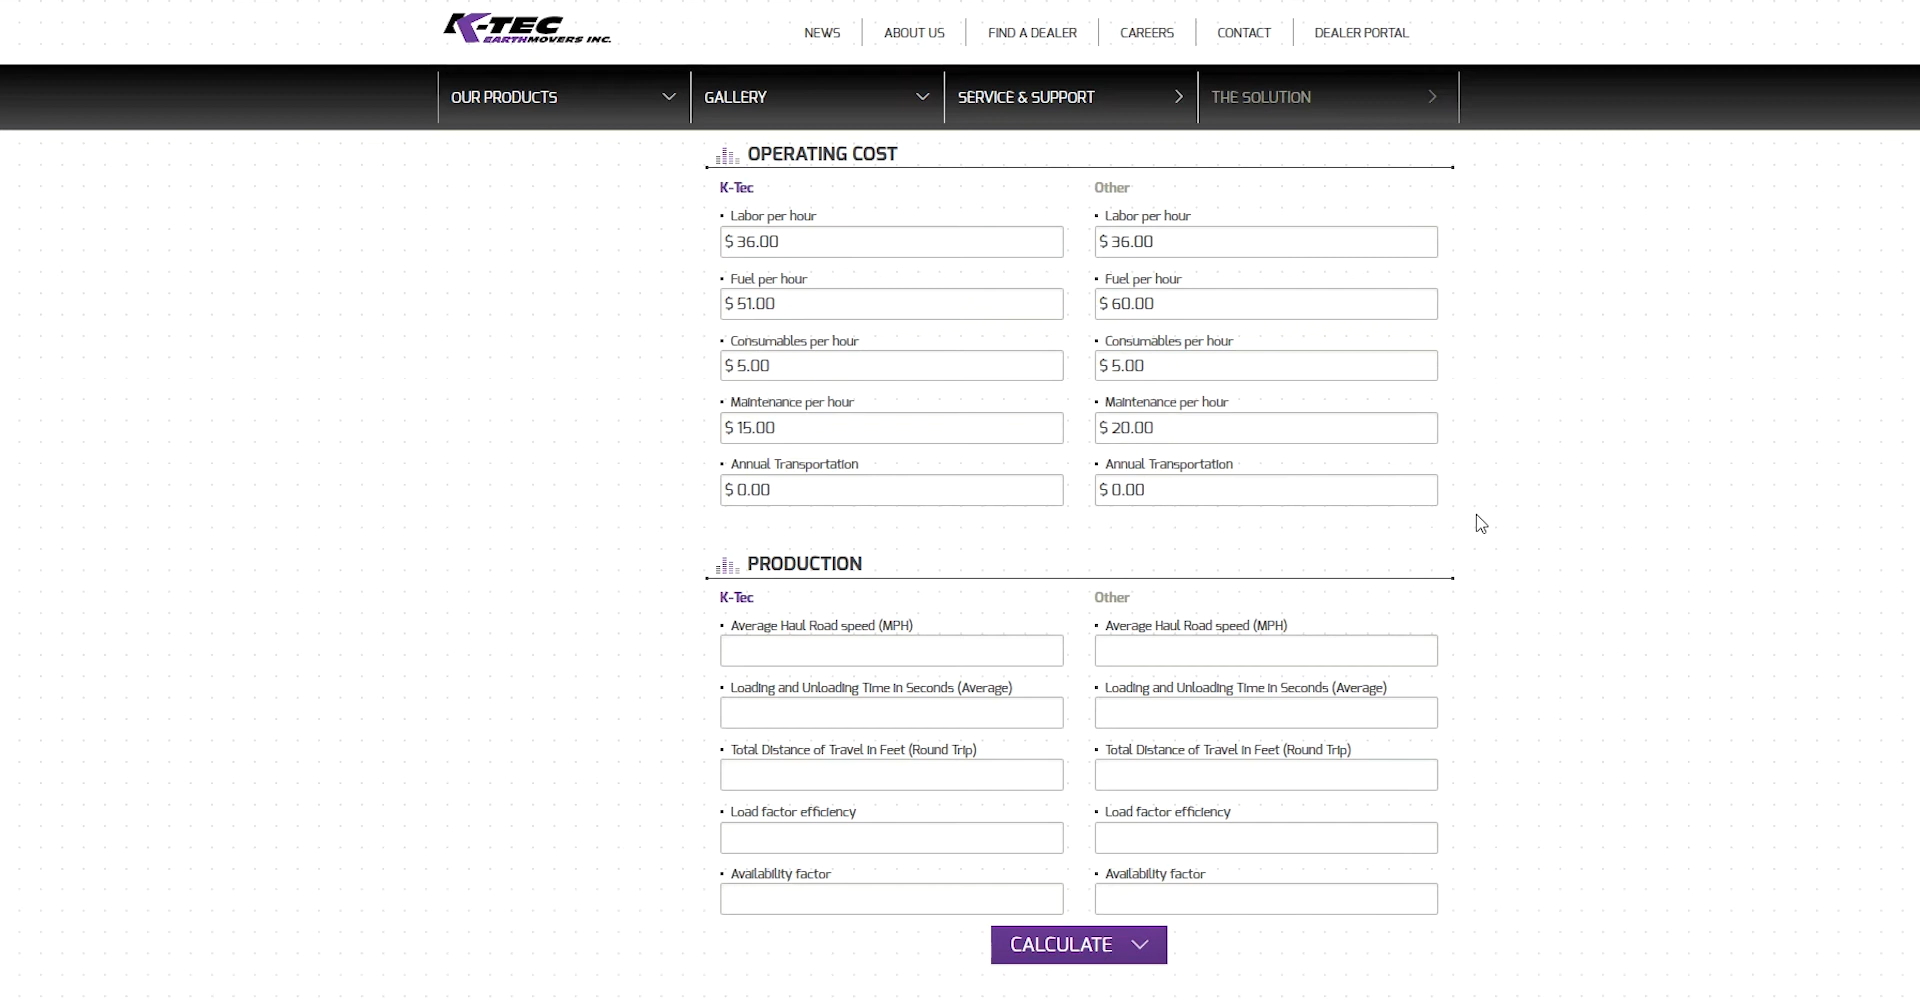 K-TEC
EARTHMOVERS INC.
NEWS
ABOUT US
FIND A DEALER
CAREERS
CONTACT
DEALER PORTAL
OUR PRODUCTS
GALLERY
SERVICE & SUPPORT
THE SOLUTION
OPERATING COST
K-Tec
Other
Labor per hour
Labor per hour
$ 36.00
$ 36.00
Fuel per hour
Fuel per hour
$ 51.00
$ 60.00
Consumables per hour
Consumables per hour
$ 5.00
$ 5.00
Maintenance per hour
Maintenance per hour
$ 15.00
$ 20.00
Annual Transportation
Annual Transportation
$ 0.00
$ 0.00
PRODUCTION
K-Tec
Other
Average Haul Road speed (MPH)
Average Haul Road speed (MPH)
Loading and Unloading Time in Seconds (Average)
Loading and Unloading Time in Seconds (Average)
Total Distance of Travel in Feet (Round Trip)
Total Distance of Travel in Feet (Round Trip)
Load factor efficiency
Load factor efficiency
Availability factor
Availability factor
CALCULATE